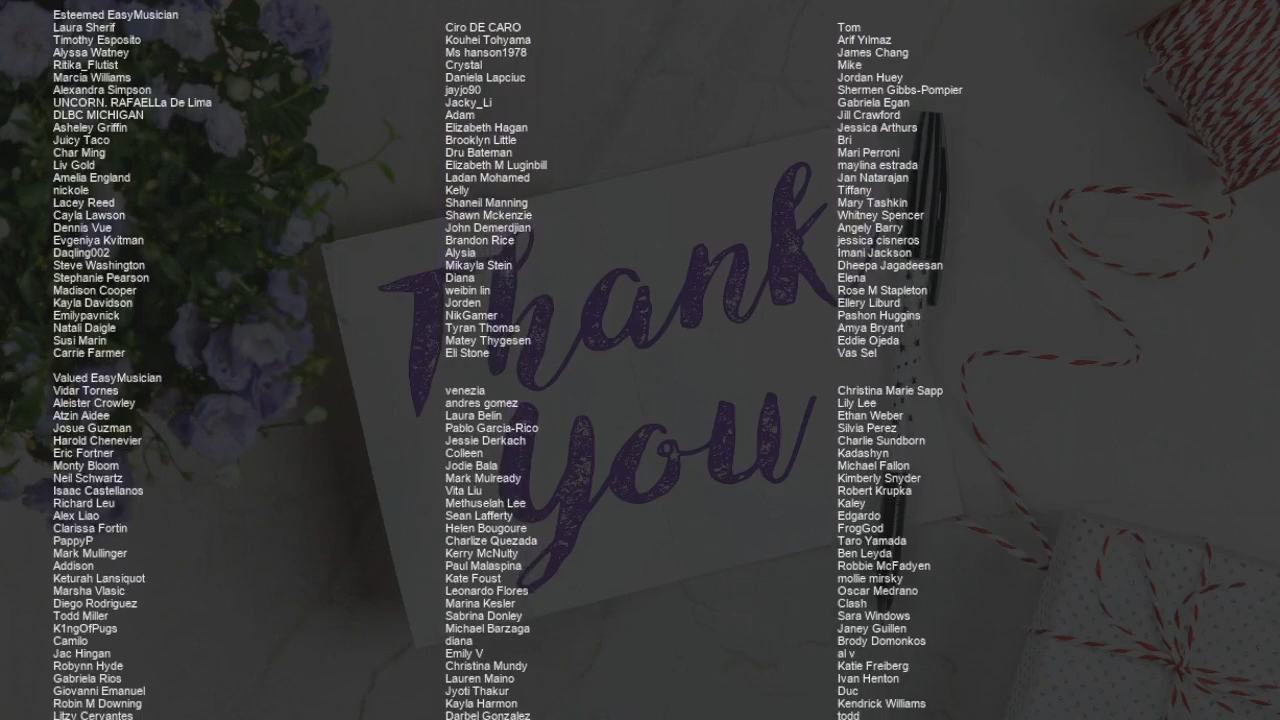 Esteemed EasyMusician
Laura Sherif
Timothy Esposito
Alyssa Watney
Ritika_Flutist
Marcia Williams
Alexandra Simpson
UNCORN. RAFAELLa De Lima
DLBC MICHIGAN
Asheley Griffin
Juicy Taco
Char Ming
Liv Gold
Amelia England
nickole
Lacey Reed
Cayla Lawson
Dennis Vue
Evgeniya Kvitman
Daqling002
Steve Washington
Stephanie Pearson
Madison Cooper
Kayla Davidson
Emilypavnick
Natali Daigle
Susi Marin
Carrie Farmer
Ciro DE CARO
Kouhei Tohyama
Ms hanson1978
Crystal
Daniela Lapciuc
jayjo90
Jacky_Li
Adam
Elizabeth Hagan
Brooklyn Little
Dru Bateman
Elizabeth M Luginbill
Ladan Mohamed
Kelly
Shaneil Manning
Shawn Mckenzie
John Demerdjian
Brandon Rice
Alysia
Mikayla Stein
Diana
weibin lin
Jorden
NikGamer
Tyran Thomas
Matey Thygesen
Eli Stone
Tom
Arif Yılmaz
James Chang
Mike
Jordan Huey
Shermen Gibbs-Pompier
Gabriela Egan
Jill Crawford
Jessica Arthurs
Bri
Mari Perroni
maylina estrada
Jan Natarajan
Tiffany
Mary Tashkin
Whitney Spencer
Angely Barry
jessica cisneros
Imani Jackson
Dheepa Jagadeesan
Elena
Rose M Stapleton
Ellery Liburd
Pashon Huggins
Amya Bryant
Eddie Ojeda
Vas Sel
Valued EasyMusician
Vidar Tornes
Aleister Crowley
Atzin Aidee
Josue Guzman
Harold Chenevier
Eric Fortner
Monty Bloom
Neil Schwartz
Isaac Castellanos
Richard Leu
Alex Liao
Clarissa Fortin
PappyP
Mark Mullinger
Addison
Keturah Lansiquot
Marsha Vlasic
Diego Rodriguez
Todd Miller
K1ngOfPugs
Camilo
Jac Hingan
Robynn Hyde
Gabriela Rios
Giovanni Emanuel
Robin M Downing
Litzy Cervantes
venezia
andres gomez
Laura Belin
Pablo Garcia-Rico
Jessie Derkach
Colleen
Jodie Bala
Mark Mulready
Vita Liu
Methuselah Lee
Sean Lafferty
Helen Bougoure
Charlize Quezada
Kerry McNulty
Paul Malaspina
Kate Foust
Leonardo Flores
Marina Kesler
Sabrina Donley
Michael Barzaga
diana
Emily V
Christina Mundy
Lauren Maino
Jyoti Thakur
Kayla Harmon
Darbel Gonzalez
Christina Marie Sapp
Lily Lee
Ethan Weber
Silvia Perez
Charlie Sundborn
Kadashyn
Michael Fallon
Kimberly Snyder
Robert Krupka
Kaley
Edgardo
FrogGod
Taro Yamada
Ben Leyda
Robbie McFadyen
mollie mirsky
Oscar Medrano
Clash
Sara Windows
Janey Guillen
Brody Domonkos
al v
Katie Freiberg
Ivan Henton
Duc
Kendrick Williams
todd
Thank
you